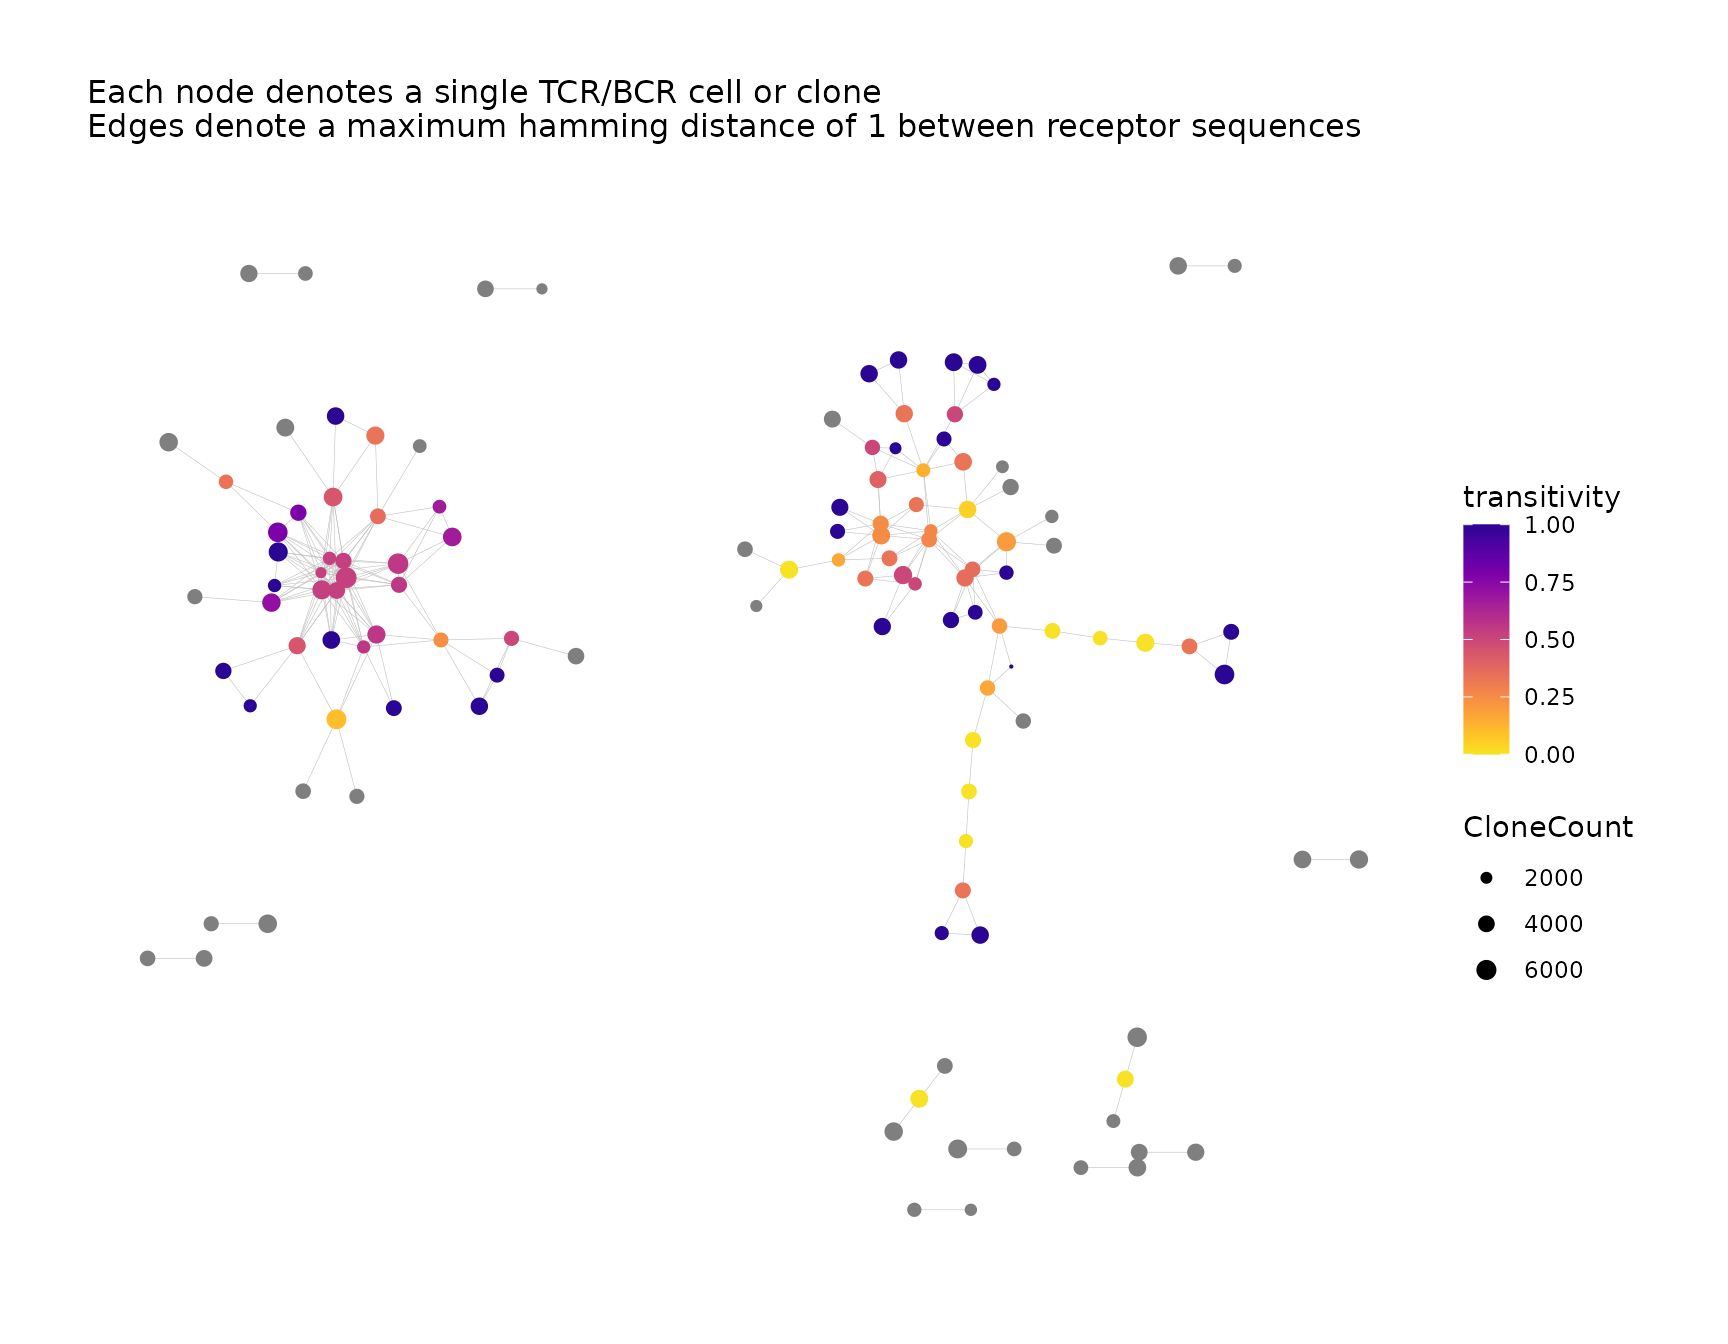 Each node denotes a single TCR/BCR cell or clone
Edges denote a maximum hamming distance of 1 between receptor sequences
transitivity
1.00
0.75
0.50
0.25
0.00
CloneCount
2000
4000
6000